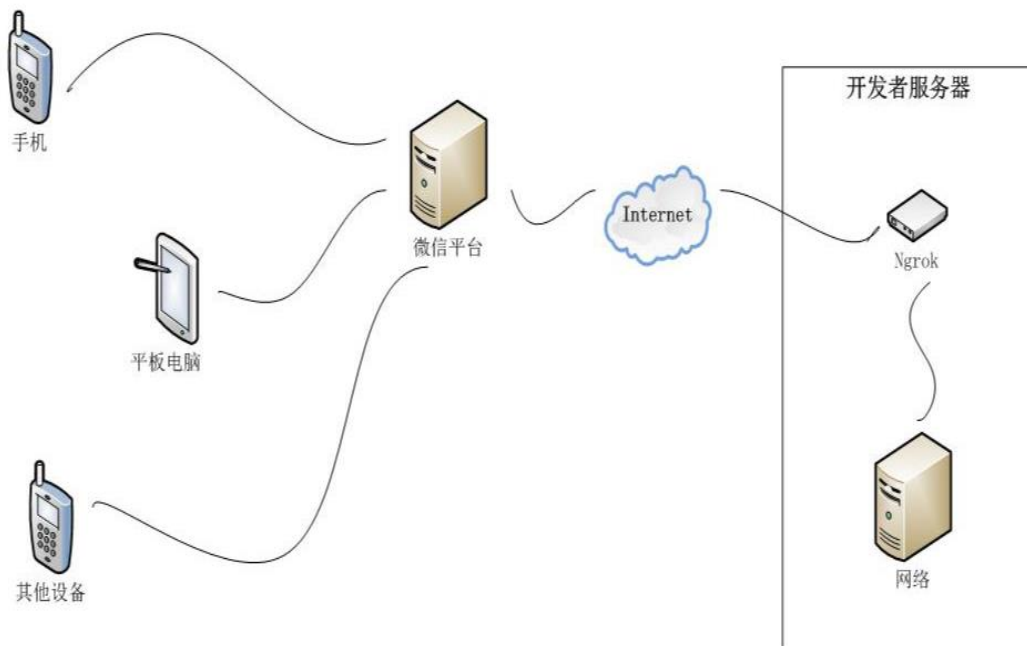 手机
开发者服务器
微信平台
Internet
Ngrok
平板电脑
网络
其他设备